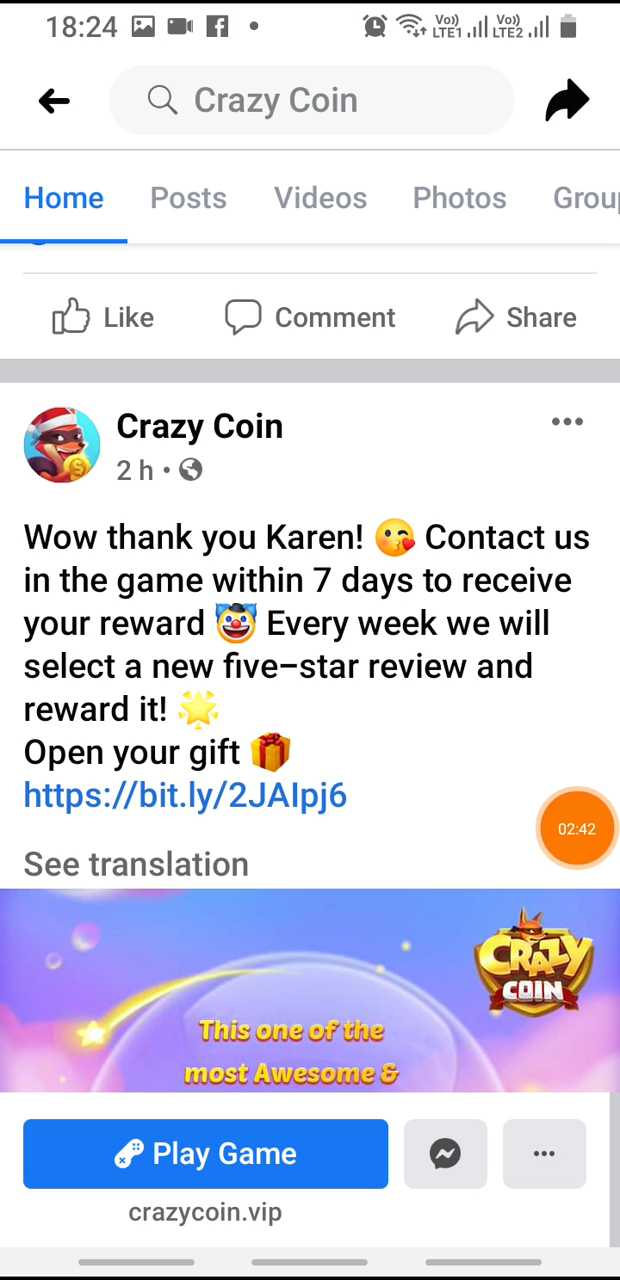 18:24 Vo)) LTE1 Vo)) LTE2
Crazy Coin
Home Posts Videos Photos Grou
Like Comment Share
Crazy Coin
2 h •
Wow thank you Karen! 😘 Contact us
in the game within 7 days to receive
your reward 🤡 Every week we will
select a new five-star review and
reward it! 🌟
Open your gift 🎁
https://bit.ly/2JAIpj6
02:42
See translation
CRAZY
COIN
This one of the
most Awesome &
Play Game
crazycoin.vip